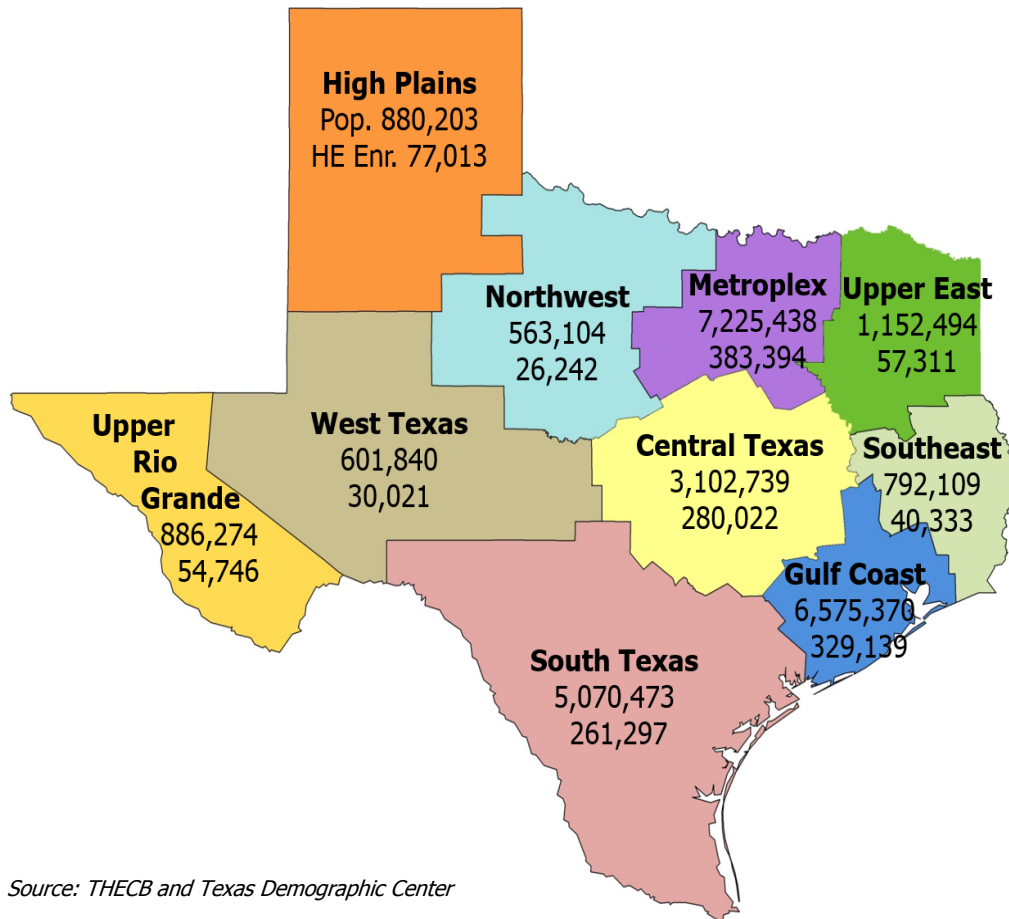 High Plains
Pop. 880,203
HE Enr. 77,013
Northwest
563,104
26,242
Metroplex
7,225,438
383,394
Upper East
1,152,494
57,311
Upper
Rio
Grande
886,274
54,746
West Texas
601,840
30,021
Central Texas
3,102,739
280,022
Southeast
792,109
40,333
Gulf Coast
6,575,370
329,139
South Texas
5,070,473
261,297
Source: THECB and Texas Demographic Center